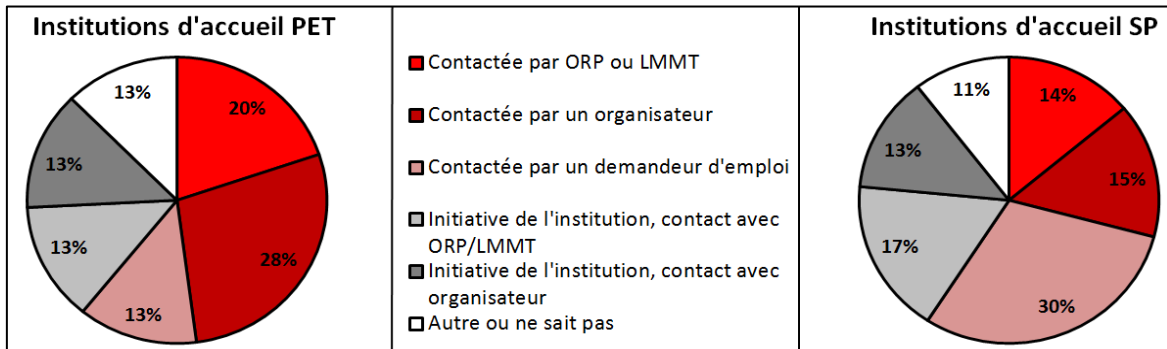 Institutions d'accueil PET
20%
28%
13%
13%
13%
13%
Contactée par ORP ou LMMT
Contactée par un organisateur
Contactée par un demandeur d'emploi
Initiative de l'institution, contact avec
ORP/LMMT
Initiative de l'institution, contact avec
organisateur
Autre ou ne sait pas
Institutions d'accueil SP
14%
15%
30%
17%
13%
11%